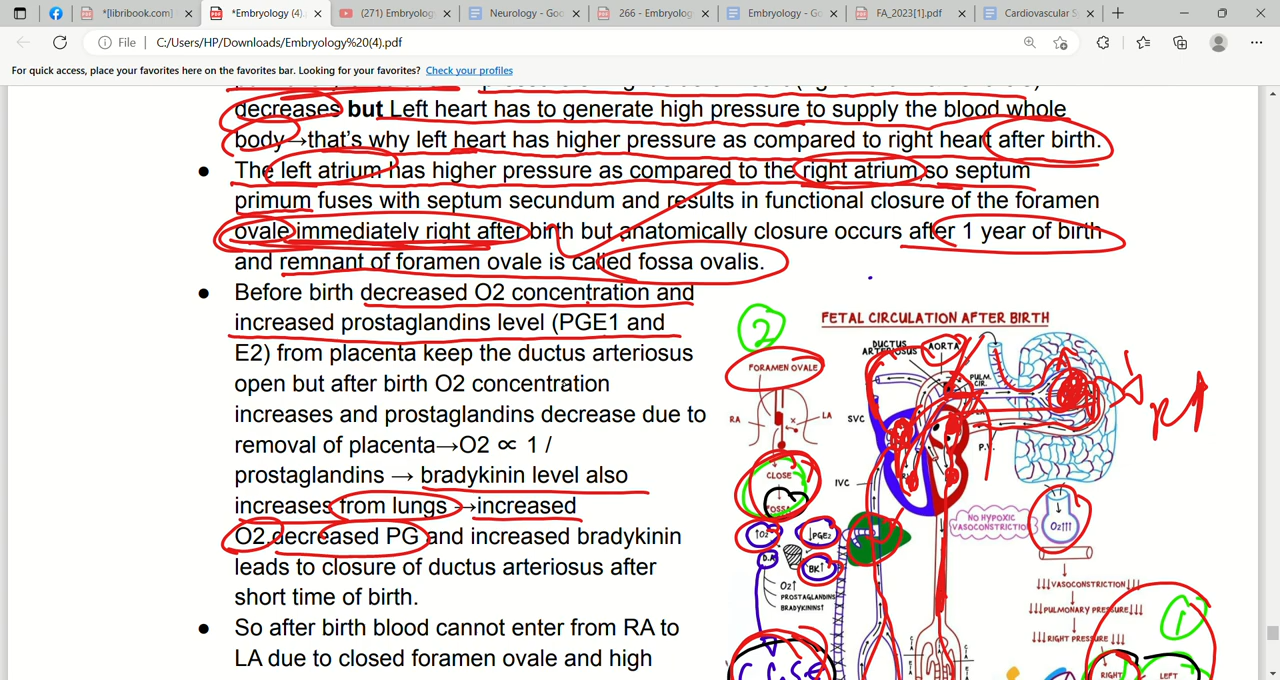 *[libribook.com]
*Embryology (4).
(271) Embryolog
Neurology - Goo
266 - Embryolog
Embryology - Go
FA_2023[1].pdf
Cardiovascular S
File
C:/Users/HP/Downloads/Embryology%20(4).pdf
For quick access, place your favorites here on the favorites bar. Looking for your favorites? Check your profiles
decreases but Left heart has to generate high pressure to supply the blood whole
body→that's why left heart has higher pressure as compared to right heart after birth.
● The left atrium has higher pressure as compared to the right atrium,so septum
primum fuses with septum secundum and results in functional closure of the foramen
ovale immediately right after birth but anatomically closure occurs after 1 year of birth
and remnant of foramen ovale is called fossa ovalis.
● Before birth decreased O2 concentration and
increased prostaglandins level (PGE1 and
E2) from placenta keep the ductus arteriosus
open but after birth O2 concentration
increases and prostaglandins decrease due to
removal of placenta→O2 ∝ 1 /
prostaglandins → bradykinin level also
increases from lungs →increased
O2,decreased PG and increased bradykinin
leads to closure of ductus arteriosus after
short time of birth.
● So after birth blood cannot enter from RA to
LA due to closed foramen ovale and high
FETAL CIRCULATION AFTER BIRTH
2
FORAMEN OVALE
RA
LA
CLOSE
FOSSA
↑O2
↓PGE2
D.A
BK↑
O2↑
PROSTAGLANDINS
BRADYKININS↑
DUCTUS
ARTERIOSUS
AORTA
PULM.
CIR.
SVC
P.V.
IVC
NO HYPOXIC
VASOCONSTRICTION
O2↑↑↑
↓↓↓VASOCONSTRICTION↓↓↓
↓↓↓PULMONARY PRESSURE↓↓↓
↓↓↓RIGHT PRESSURE ↓↓↓
1
RIGHT
LEFT